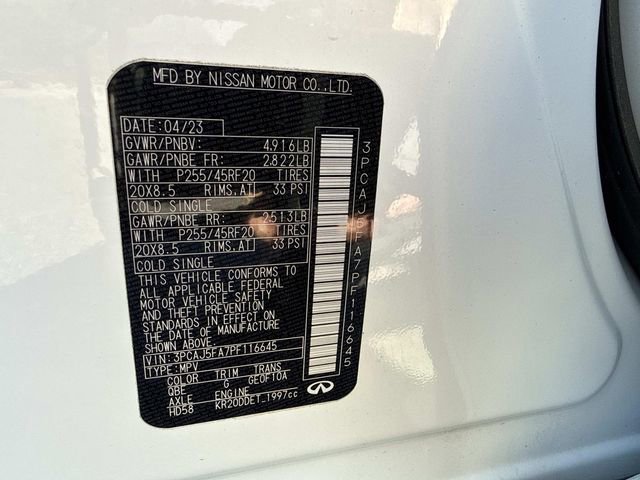 MFD BY NISSAN MOTOR CO.,LTD.
DATE: 04/23
GVWR/PNBV: 4,916LB
GAWR/PNBE FR: 2,822LB
WITH P255/45RF20 TIRES
20X8.5 RIMS,AT 33 PSI
COLD SINGLE
GAWR/PNBE RR: 2513LB
WITH P255/45RF20 TIRES
20X8.5 RIMS,AT 33 PSI
COLD SINGLE
THIS VEHICLE CONFORMS TO
ALL APPLICABLE FEDERAL
MOTOR VEHICLE SAFETY
AND THEFT PREVENTION
STANDARDS IN EFFECT ON
THE DATE OF MANUFACTURE
SHOWN ABOVE.
VIN: 3PCAJ5FA7PF116645
TYPE: MPV
COLOR TRIM TRANS
QBE G GEOF10A
AXLE ENGINE
HD58 KR20DDET 1997cc
3PCAJ5FA7PF116645